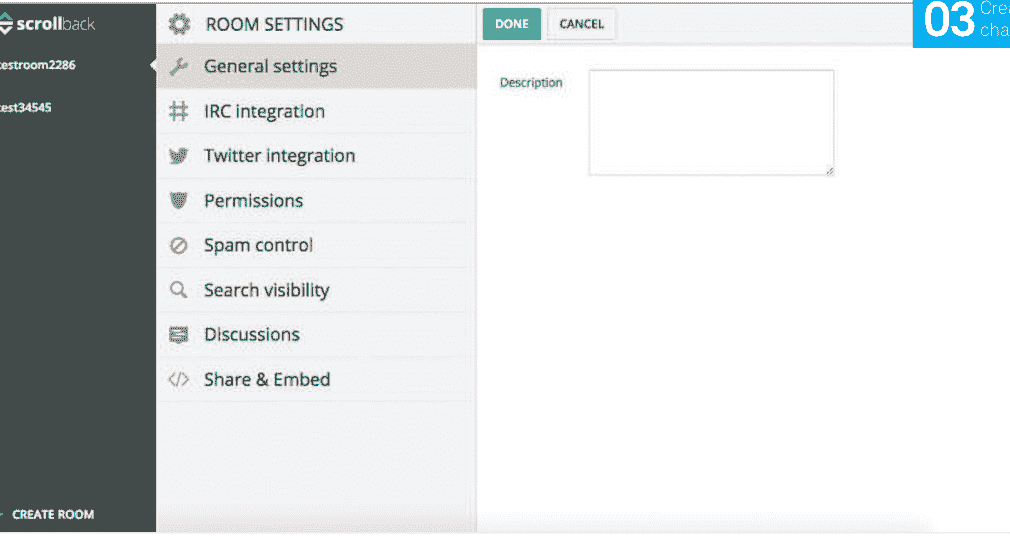 scrollback
estroom2286
est34545
CREATE ROOM
ROOM SETTINGS
General settings
IRC integration
Twitter integration
Permissions
Spam control
Search visibility
Discussions
Share & Embed
DONE CANCEL
Description
03 Crea
cha